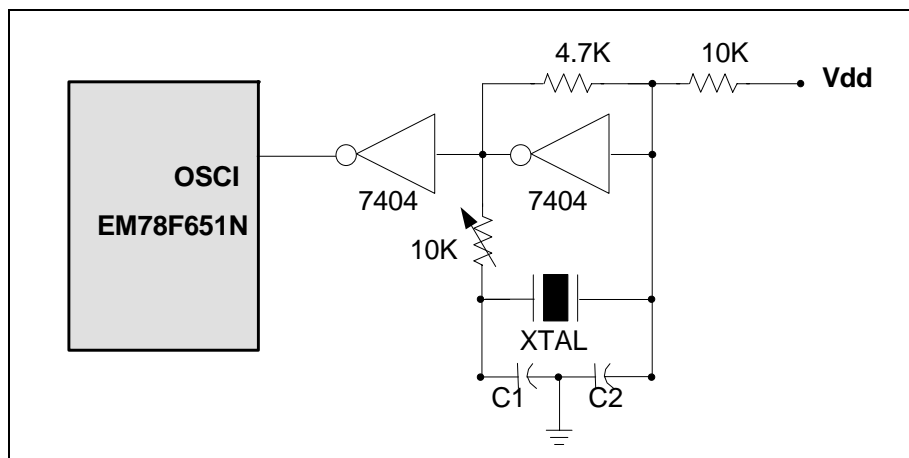 4.7K
10K
Vdd
OSCI
EM78F651N
7404
7404
10K
XTAL
C1
C2